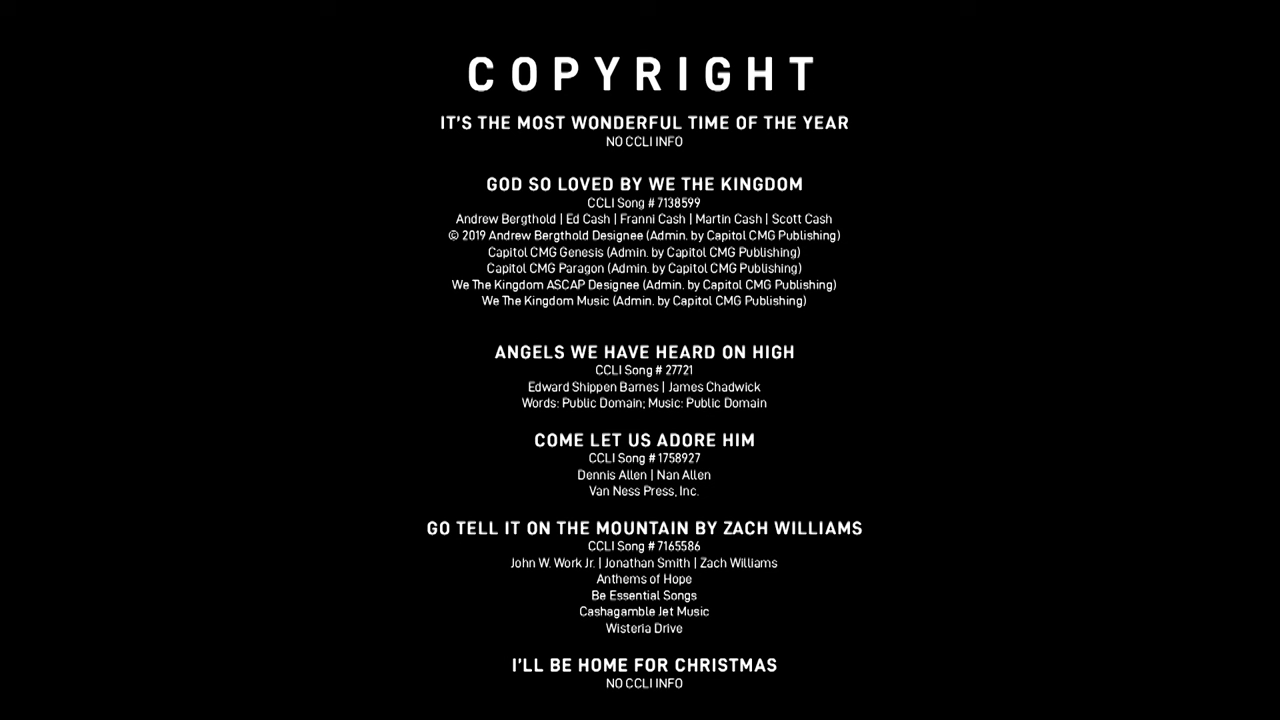 COPYRIGHT
IT'S THE MOST WONDERFUL TIME OF THE YEAR
NO CCLI INFO
GOD SO LOVED BY WE THE KINGDOM
CCLI Song # 7138599
Andrew Bergthold | Ed Cash | Franni Cash | Martin Cash | Scott Cash
© 2019 Andrew Bergthold Designee (Admin. by Capitol CMG Publishing)
Capitol CMG Genesis (Admin. by Capitol CMG Publishing)
Capitol CMG Paragon (Admin. by Capitol CMG Publishing)
We The Kingdom ASCAP Designee (Admin. by Capitol CMG Publishing)
We The Kingdom Music (Admin. by Capitol CMG Publishing)
ANGELS WE HAVE HEARD ON HIGH
CCLI Song # 27721
Edward Shippen Barnes | James Chadwick
Words: Public Domain; Music: Public Domain
COME LET US ADORE HIM
CCLI Song # 1758927
Dennis Allen | Nan Allen
Van Ness Press, Inc.
GO TELL IT ON THE MOUNTAIN BY ZACH WILLIAMS
CCLI Song # 7165586
John W. Work Jr. | Jonathan Smith | Zach Williams
Anthems of Hope
Be Essential Songs
Cashagamble Jet Music
Wisteria Drive
I'LL BE HOME FOR CHRISTMAS
NO CCLI INFO